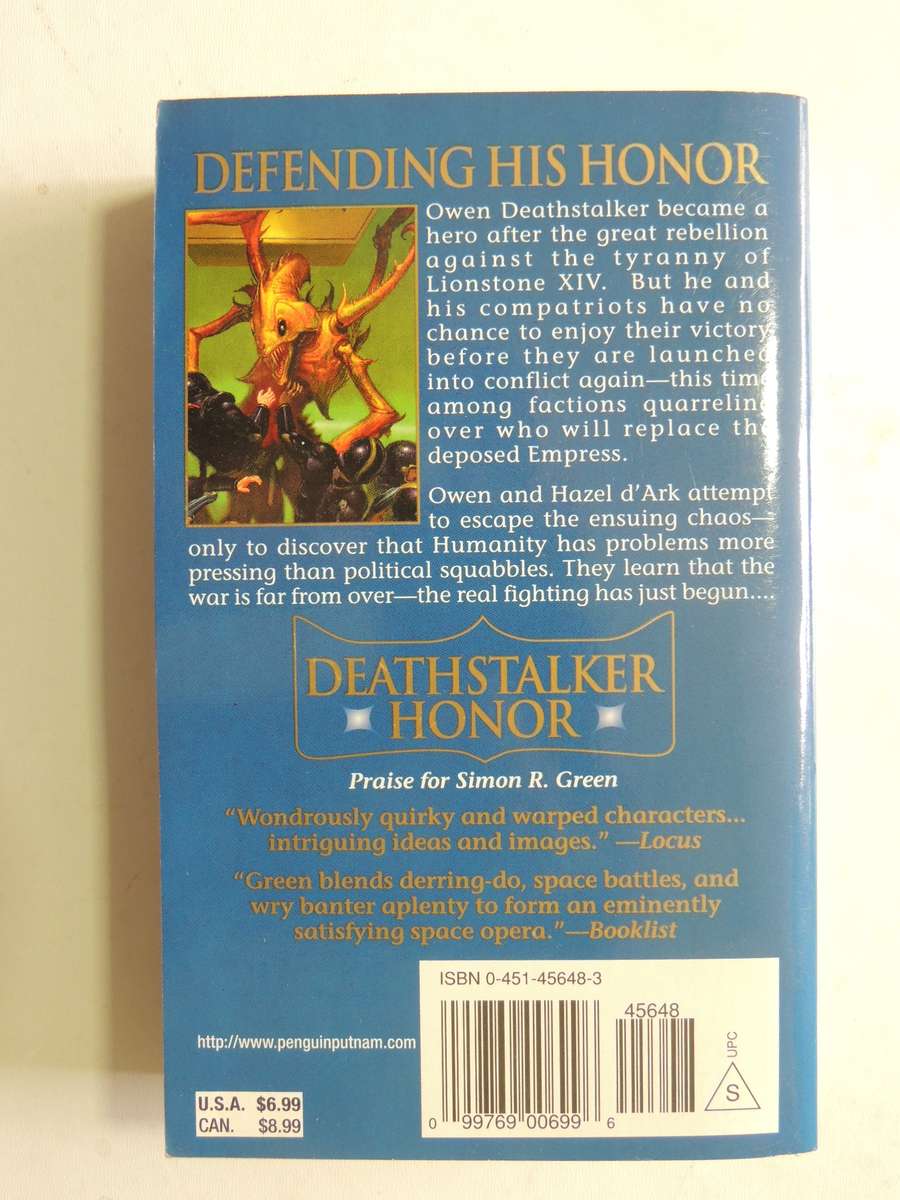 DEFENDING HIS HONOR
Owen Deathstalker became a
hero after the great rebellion
against the tyranny of
Lionstone XIV. But he and
his compatriots have no
chance to enjoy their victory
before they are launched
into conflict again—this time
among factions quarreling
over who will replace the
deposed Empress.
Owen and Hazel d'Ark attempt
to escape the ensuing chaos—
only to discover that Humanity has problems more
pressing than political squabbles. They learn that the
war is far from over—the real fighting has just begun....
DEATHSTALKER
HONOR
Praise for Simon R. Green
“Wondrously quirky and warped characters...
intriguing ideas and images.” —Locus
“Green blends derring-do, space battles, and
wry banter aplenty to form an eminently
satisfying space opera.”—Booklist
ISBN 0-451-45648-3
45648
UPC
S
0 99769 00699 6
http://www.penguinputnam.com
U.S.A. $6.99
CAN. $8.99